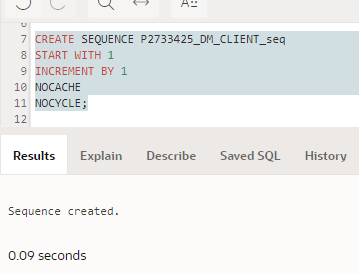 A::
6
7 CREATE SEQUENCE P2733425_DM_CLIENT_seq
8 START WITH 1
9 INCREMENT BY 1
10 NOCACHE
11 NOCYCLE;
12
Results Explain Describe Saved SQL History
Sequence created.
0.09 seconds